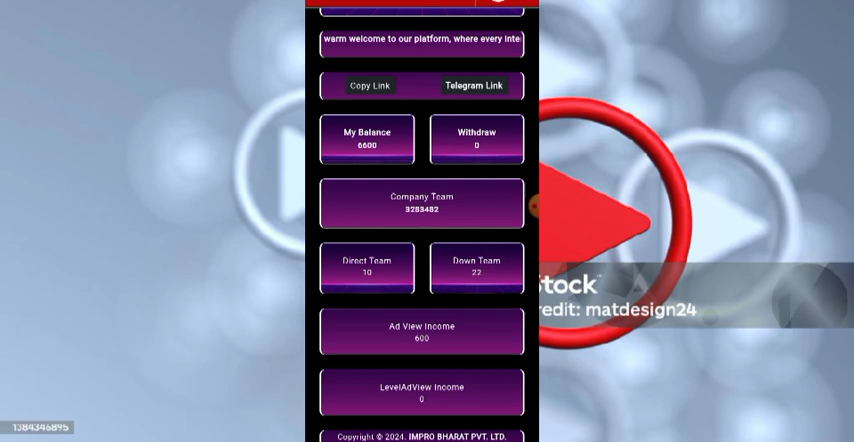 warm welcome to our platform, where every inte
Copy Link
Telegram Link
My Balance
6600
Withdraw
0
Company Team
3283482
Direct Team
10
Down Team
22
Stock
redit: matdesign24
Ad View Income
600
LevelAdView Income
0
1384346895
Copyright © 2024. IMPRO BHARAT PVT. LTD.